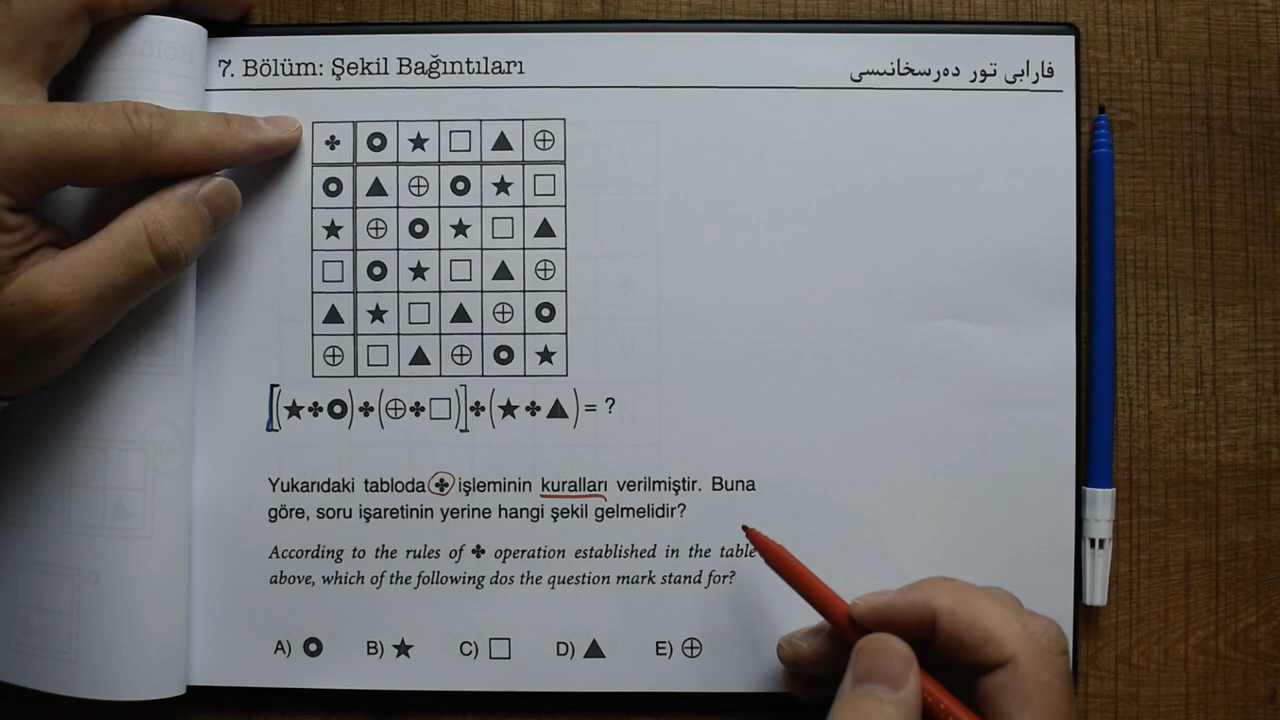 7. Bölüm: Şekil Bağıntıları
فارابى تور دەرسخانىسى
[(★✤○)✤(⊕✤□)]✤(★✤▲) = ?
Yukarıdaki tabloda ✤ işleminin kuralları verilmiştir. Buna
göre, soru işaretinin yerine hangi şekil gelmelidir?
According to the rules of ✤ operation established in the table
above, which of the following dos the question mark stand for?
A) ○ B) ★ C) □ D) ▲ E) ⊕